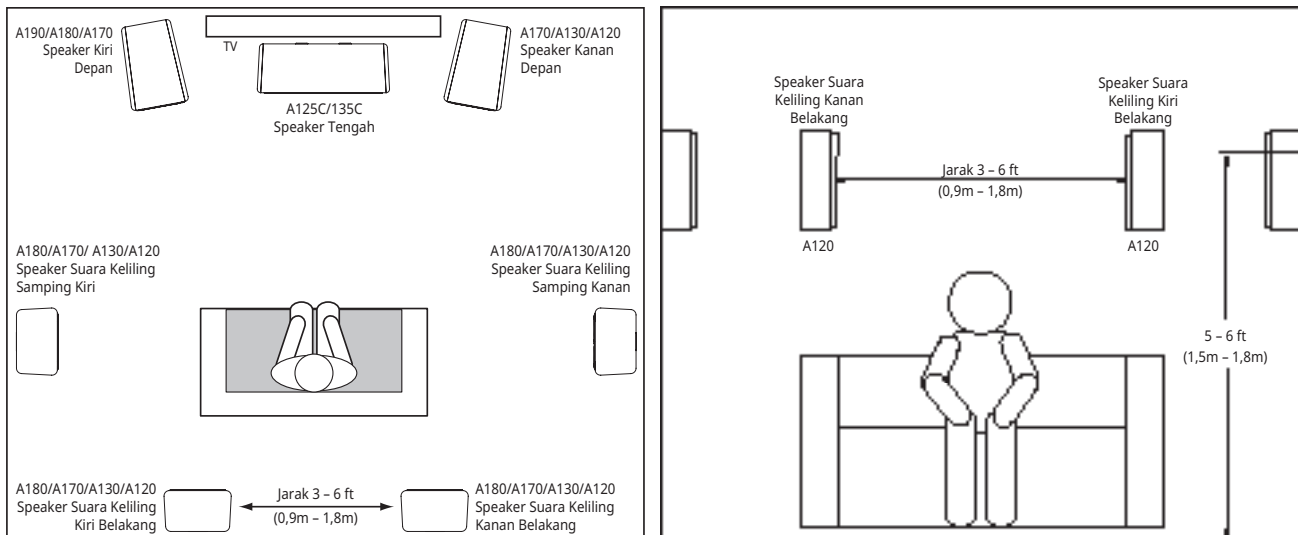 A190/A180/A170
Speaker Kiri
Depan
TV
A125C/135C
Speaker Tengah
A170/A130/A120
Speaker Kanan
Depan
A180/A170/ A130/A120
Speaker Suara Keliling
Samping Kiri
A180/A170/A130/A120
Speaker Suara Keliling
Samping Kanan
A180/A170/A130/A120
Speaker Suara Keliling
Kiri Belakang
Jarak 3 – 6 ft
(0,9m – 1,8m)
A180/A170/A130/A120
Speaker Suara Keliling
Kanan Belakang
Speaker Suara
Keliling Kanan
Belakang
Speaker Suara
Keliling Kiri
Belakang
Jarak 3 – 6 ft
(0,9m – 1,8m)
A120
A120
5 – 6 ft
(1,5m – 1,8m)